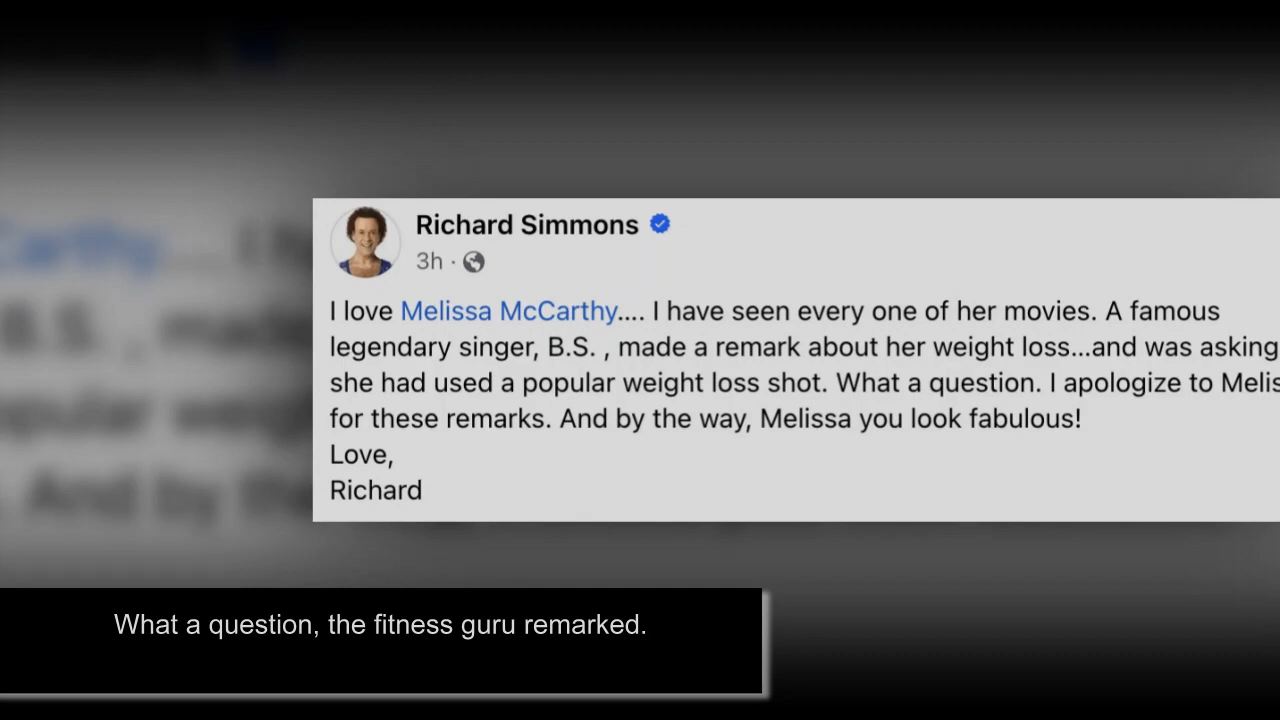 Richard Simmons
3h ·
I love Melissa McCarthy.... I have seen every one of her movies. A famous
legendary singer, B.S. , made a remark about her weight loss...and was asking
she had used a popular weight loss shot. What a question. I apologize to Melis
for these remarks. And by the way, Melissa you look fabulous!
Love,
Richard
What a question, the fitness guru remarked.